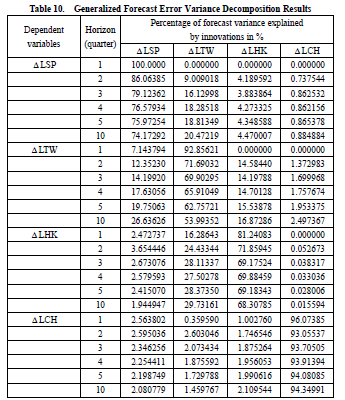 Table 10. Generalized Forecast Error Variance Decomposition Results
Dependent variables Horizon (quarter) Percentage of forecast variance explained by innovations in %
ΔLSP ΔLTW ΔLHK ΔLCH
ΔLSP 1 100.0000 0.000000 0.000000 0.000000
2 86.06385 9.009018 4.189592 0.737544
3 79.12362 16.12998 3.883864 0.862532
4 76.57934 18.28518 4.273325 0.862156
5 75.97254 18.81349 4.348588 0.865378
10 74.17292 20.47219 4.470007 0.884884
ΔLTW 1 7.143794 92.85621 0.000000 0.000000
2 12.35230 71.69032 14.58440 1.372983
3 14.19920 69.90295 14.19788 1.699968
4 17.63056 65.91049 14.70128 1.757674
5 19.75063 62.75721 15.53878 1.953375
10 26.63626 53.99352 16.87286 2.497367
ΔLHK 1 2.472737 16.28643 81.24083 0.000000
2 3.654446 24.43344 71.85945 0.052673
3 2.673076 28.11337 69.17524 0.038317
4 2.579593 27.50278 69.88459 0.033036
5 2.415070 28.37350 69.18343 0.028006
10 1.944947 29.73161 68.30785 0.015594
ΔLCH 1 2.563802 0.359590 1.002760 96.07385
2 2.595036 2.603046 1.746546 93.05537
3 2.346256 2.073434 1.875264 93.70505
4 2.254411 1.875592 1.956053 93.91394
5 2.198749 1.729788 1.990616 94.08085
10 2.080779 1.459767 2.109544 94.34991